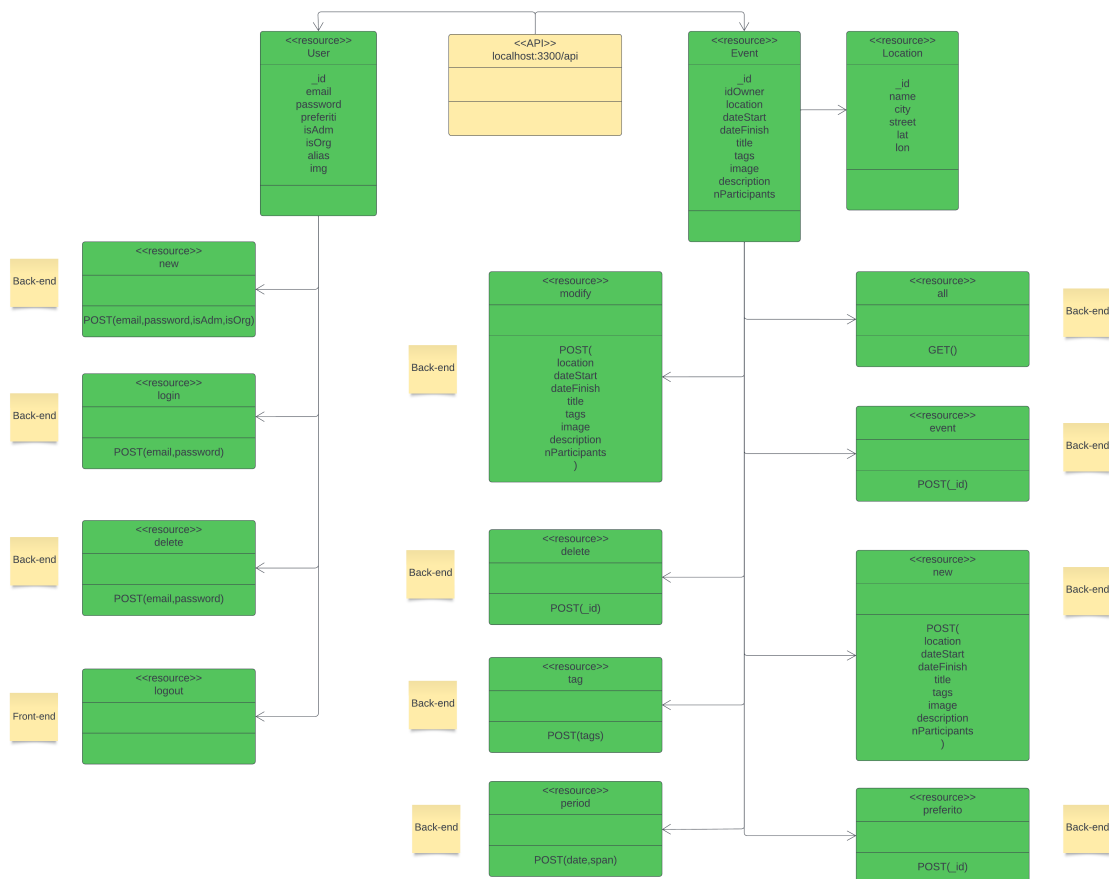 <<resource>>
User
_id
email
password
preferiti
isAdm
isOrg
alias
img
<<API>>
localhost:3300/api
<<resource>>
Event
_id
idOwner
location
dateStart
dateFinish
title
tags
image
description
nParticipants
<<resource>>
Location
_id
name
city
street
lat
lon
Back-end
<<resource>>
new
POST(email,password,isAdm,isOrg)
Back-end
<<resource>>
login
POST(email,password)
Back-end
<<resource>>
delete
POST(email,password)
Front-end
<<resource>>
logout
Back-end
<<resource>>
modify
POST(
location
dateStart
dateFinish
title
tags
image
description
nParticipants
)
Back-end
<<resource>>
delete
POST(_id)
Back-end
<<resource>>
tag
POST(tags)
Back-end
<<resource>>
period
POST(date,span)
<<resource>>
all
GET()
Back-end
<<resource>>
event
POST(_id)
Back-end
<<resource>>
new
POST(
location
dateStart
dateFinish
title
tags
image
description
nParticipants
)
Back-end
<<resource>>
preferito
POST(_id)
Back-end